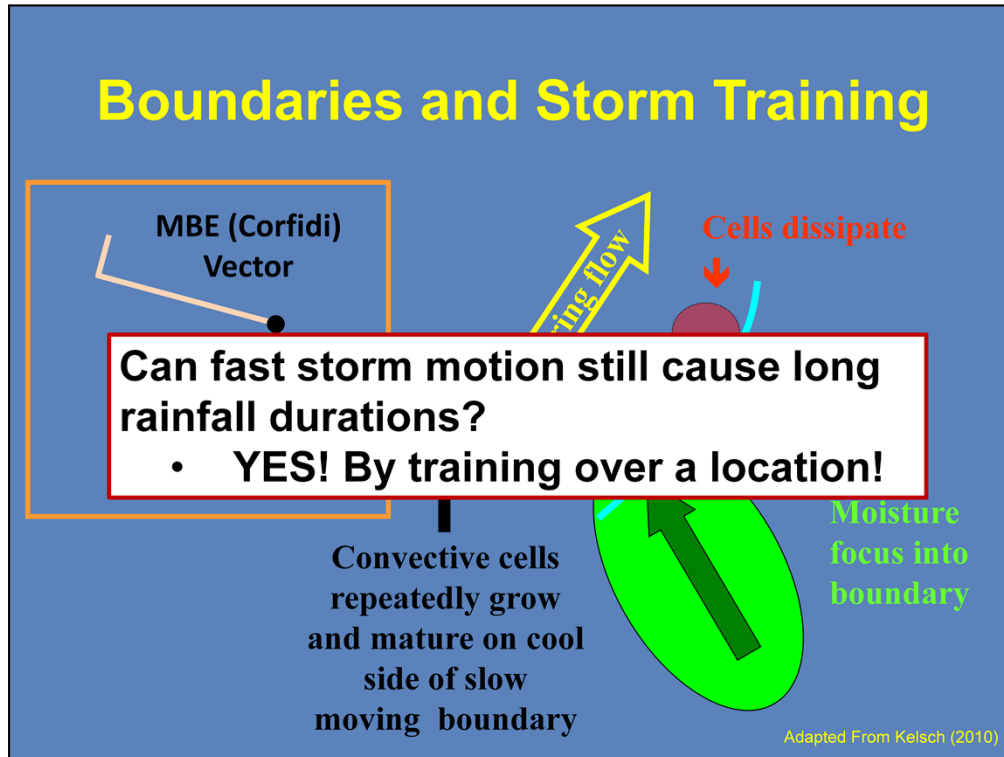 Boundaries and Storm Training
MBE (Corfidi)
Vector
flow
Cells dissipate
Can fast storm motion still cause long
rainfall durations?
• YES! By training over a location!
Moisture
focus into
boundary
Convective cells
repeatedly grow
and mature on cool
side of slow
moving boundary
Adapted From Kelsch (2010)